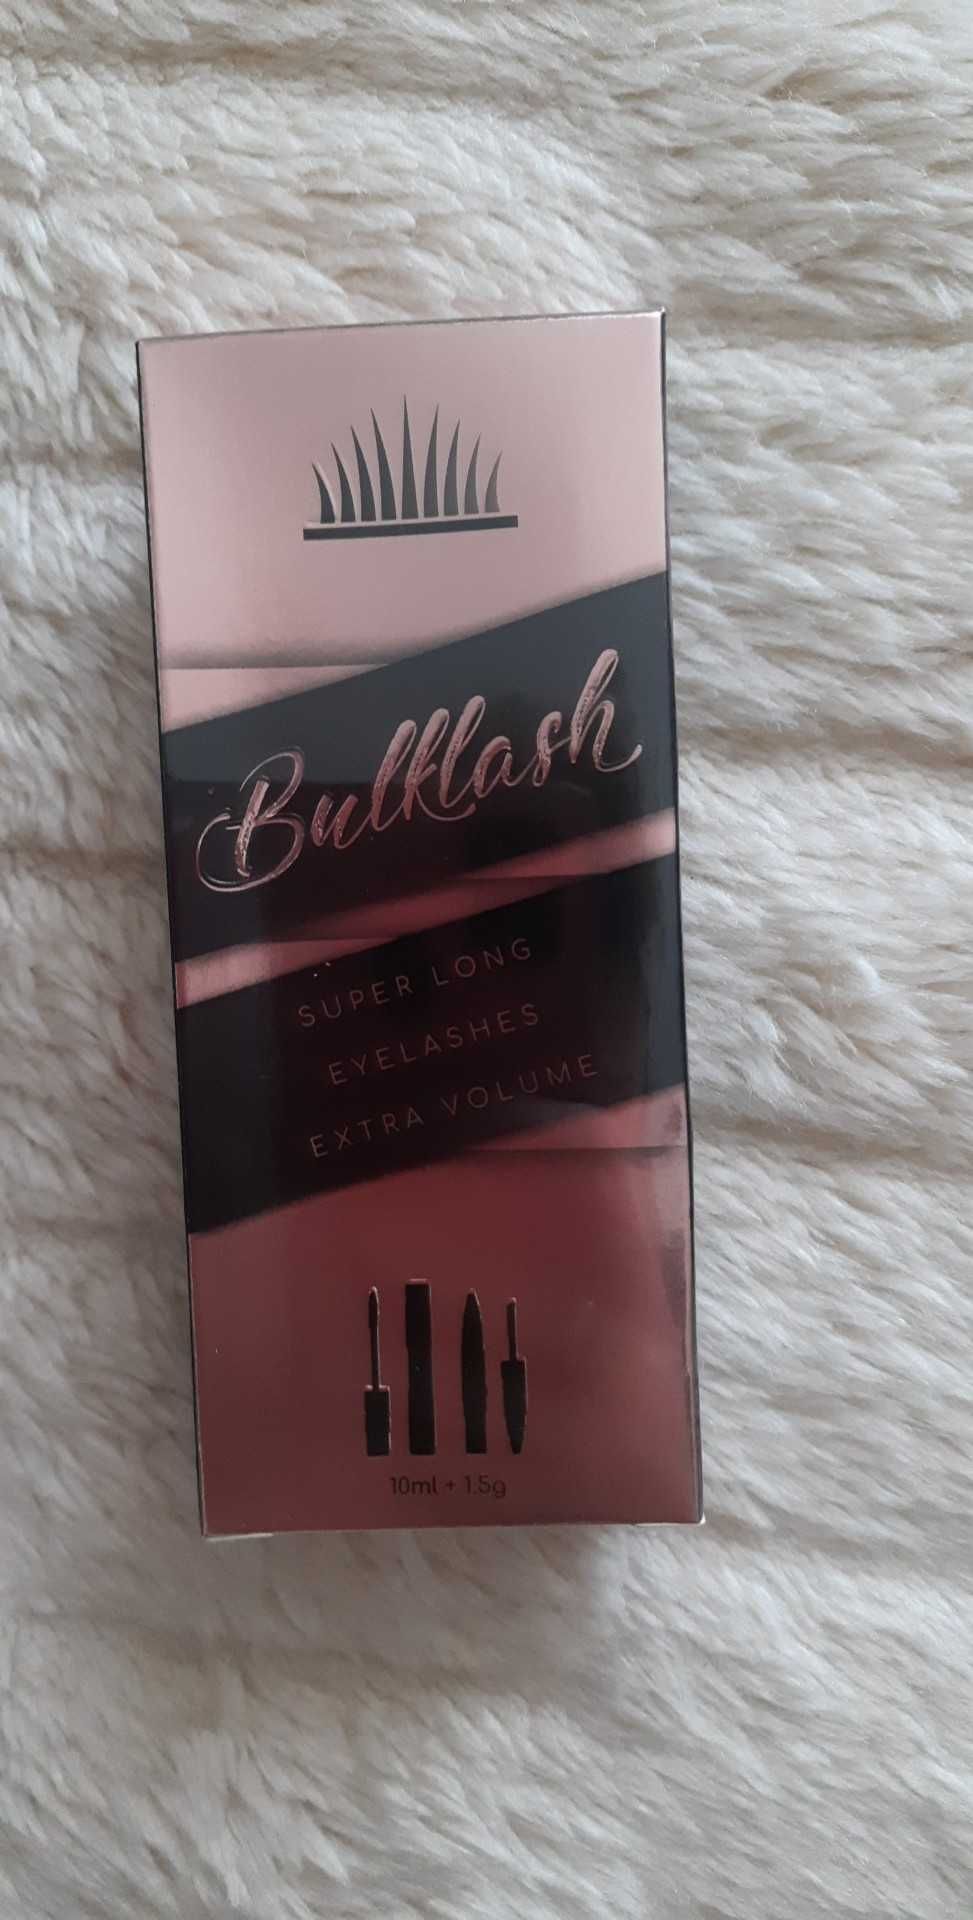 Bulklash
SUPER LONG
EYELASHES
EXTRA VOLUME
10ml + 1.5g